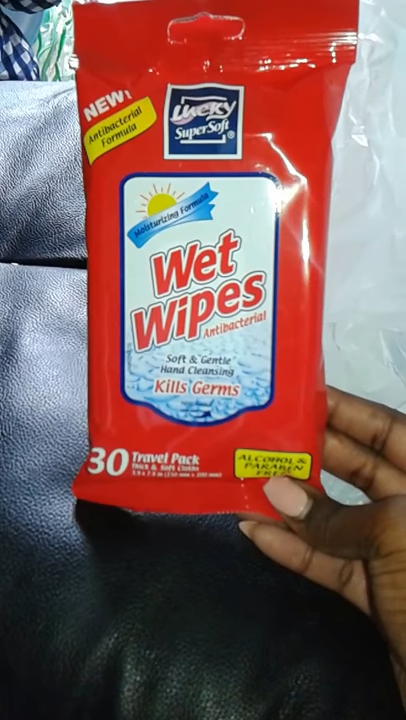 NEW!
Antibacterial
Formula
Lucky
SuperSoft®
Moisturizing Formula
Wet
Wipes
Antibacterial
Soft & Gentle
Hand Cleansing
Kills Germs
30 Travel Pack
Thick & Soft Cloths
ALCOHOL &
PARABEN
FREE